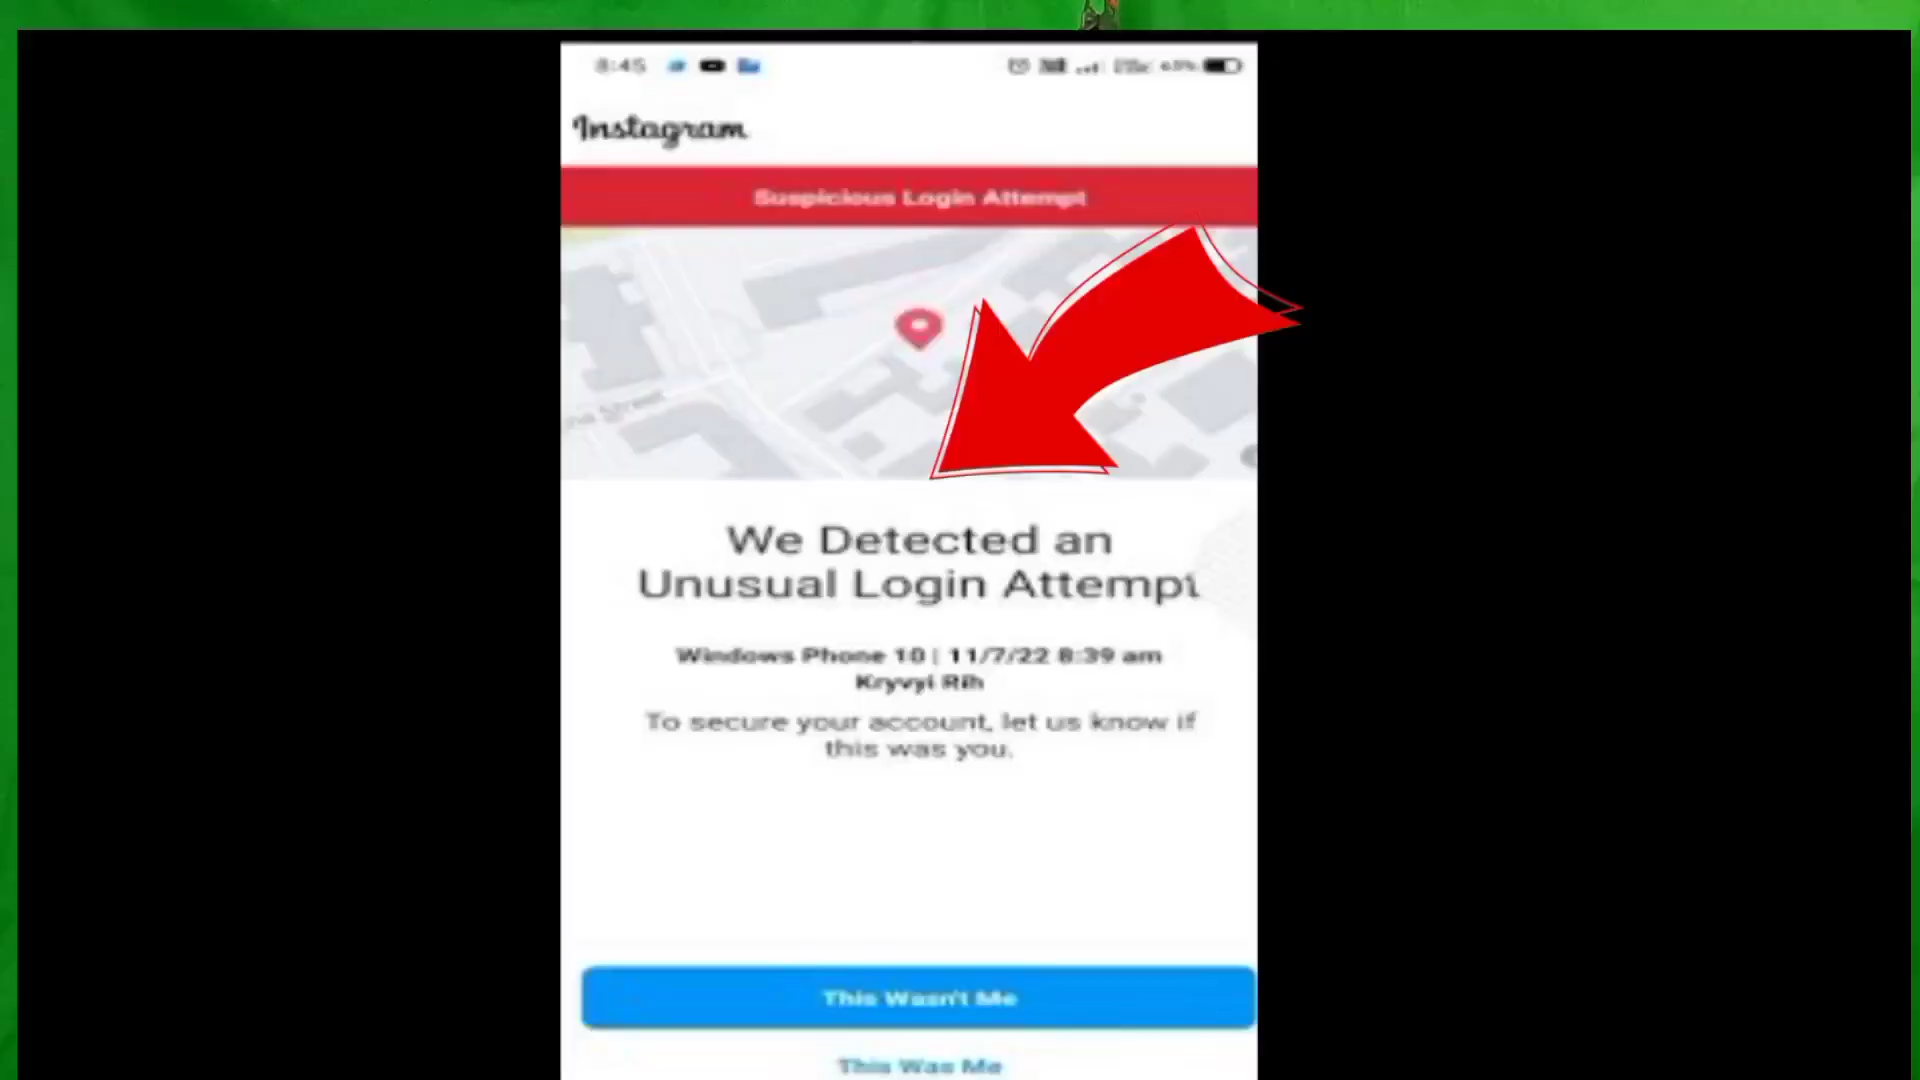 8:45
Instagram
Suspicious Login Attempt
We Detected an
Unusual Login Attempt
Windows Phone 10 | 11/7/22 8:39 am
Kryvyi Rih
To secure your account, let us know if
this was you.
This Wasn't Me
This Was Me